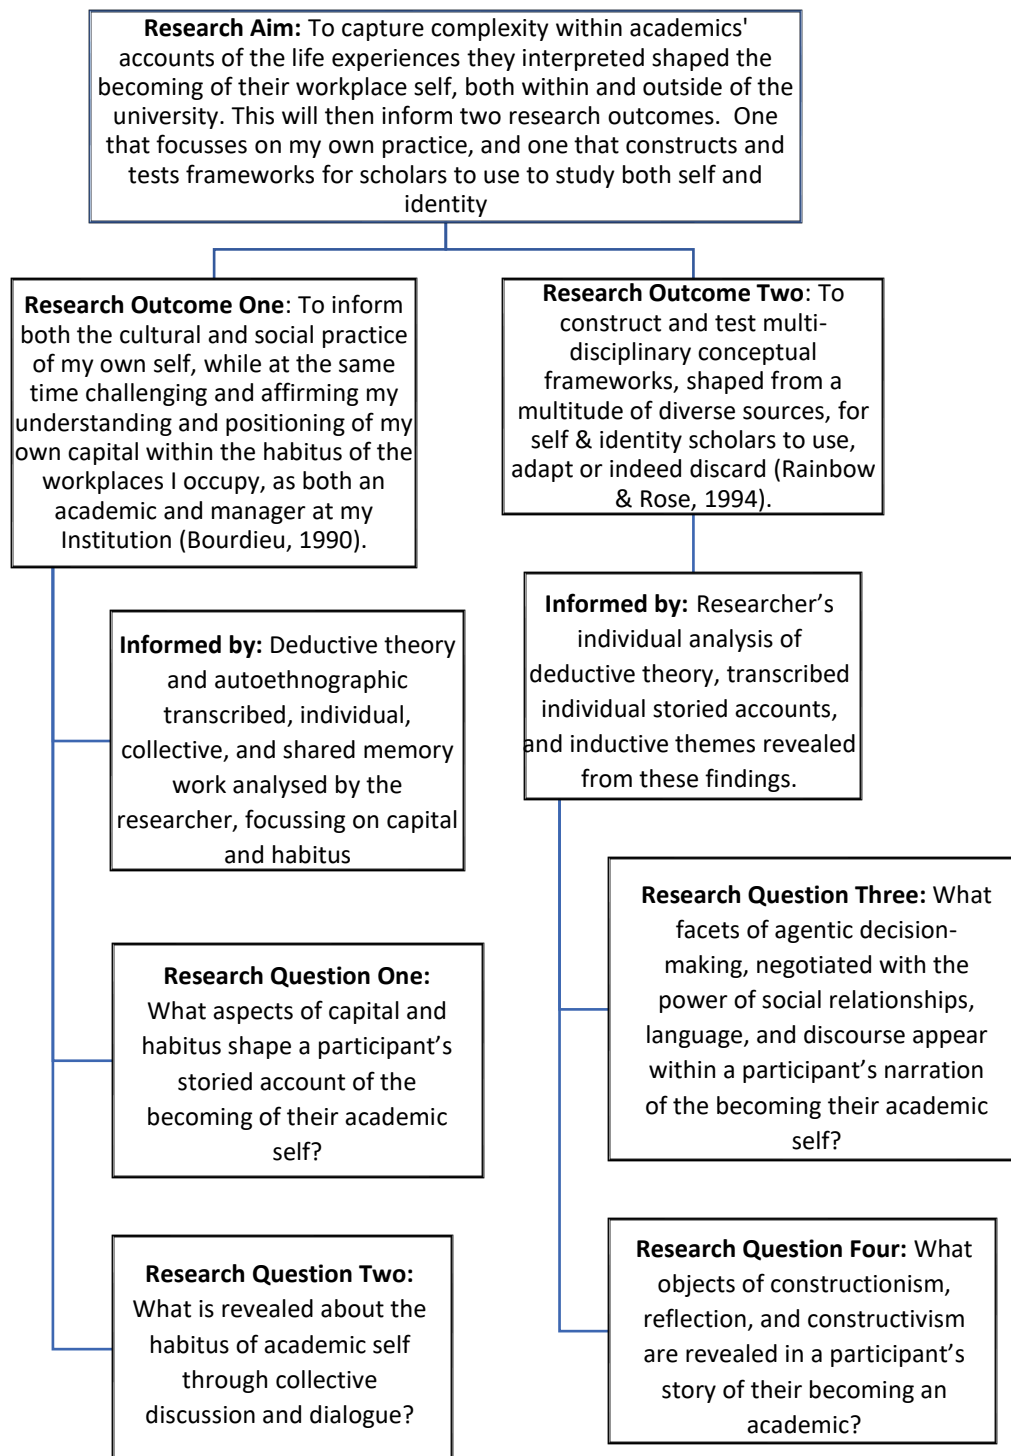 Research Aim: To capture complexity within academics'
accounts of the life experiences they interpreted shaped the
becoming of their workplace self, both within and outside of the
university. This will then inform two research outcomes.  One
that focusses on my own practice, and one that constructs and
tests frameworks for scholars to use to study both self and
identity
Research Outcome One: To inform
both the cultural and social practice
of my own self, while at the same
time challenging and affirming my
understanding and positioning of my
own capital within the habitus of the
workplaces I occupy, as both an
academic and manager at my
Institution (Bourdieu, 1990).
Research Outcome Two: To
construct and test multi-
disciplinary conceptual
frameworks, shaped from a
multitude of diverse sources, for
self & identity scholars to use,
adapt or indeed discard (Rainbow
& Rose, 1994).
Informed by: Deductive theory
and autoethnographic
transcribed, individual,
collective, and shared memory
work analysed by the
researcher, focussing on capital
and habitus
Informed by: Researcher’s
individual analysis of
deductive theory, transcribed
individual storied accounts,
and inductive themes revealed
from these findings.
Research Question One:
What aspects of capital and
habitus shape a participant’s
storied account of the
becoming of their academic
self?
Research Question Three: What
facets of agentic decision-
making, negotiated with the
power of social relationships,
language, and discourse appear
within a participant’s narration
of the becoming their academic
self?
Research Question Two:
What is revealed about the
habitus of academic self
through collective
discussion and dialogue?
Research Question Four: What
objects of constructionism,
reflection, and constructivism
are revealed in a participant’s
story of their becoming an
academic?